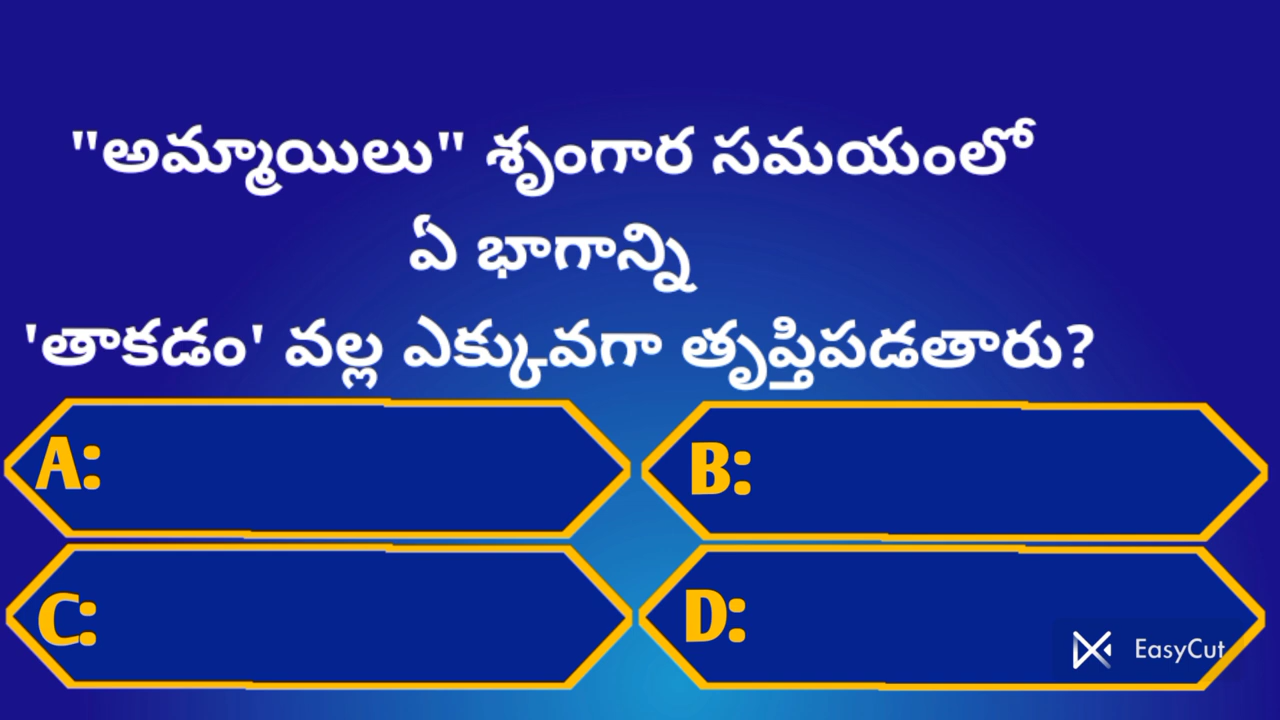 "అమ్మాయిలు" శృంగార సమయంలో
ఏ భాగాన్ని
'తాకడం' వల్ల ఎక్కువగా తృప్తిపడతారు?
A:
B:
C:
D:
EasyCut